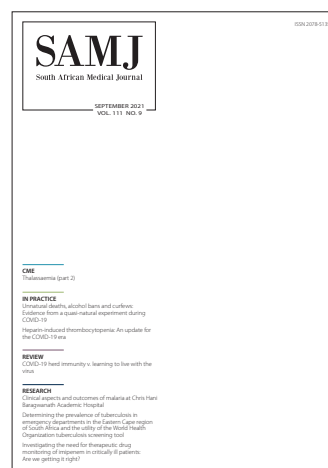 ISSN 2078-5135
SAMJ
South African Medical Journal
SEPTEMBER 2021
VOL. 111 NO. 9
CME
Thalassaemia (part 2)
IN PRACTICE
Unnatural deaths, alcohol bans and curfews:
Evidence from a quasi-natural experiment during
COVID-19
Heparin-induced thrombocytopenia: An update for
the COVID-19 era
REVIEW
COVID-19 herd immunity v. learning to live with the
virus
RESEARCH
Clinical aspects and outcomes of malaria at Chris Hani
Baragwanath Academic Hospital
Determining the prevalence of tuberculosis in
emergency departments in the Eastern Cape region
of South Africa and the utility of the World Health
Organization tuberculosis screening tool
Investigating the need for therapeutic drug
monitoring of imipenem in critically ill patients:
Are we getting it right?